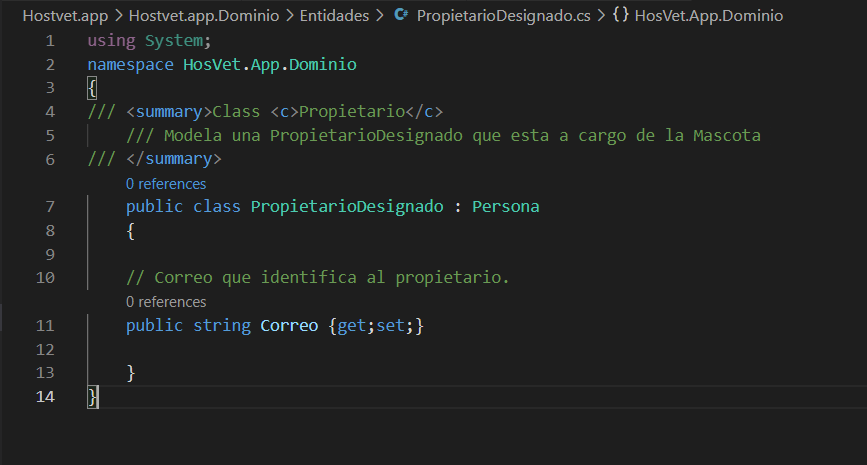 Hostvet.app > Hostvet.app.Dominio > Entidades > PropietarioDesignado.cs > {} HosVet.App.Dominio
1 using System;
2 namespace HosVet.App.Dominio
3 {
4 /// <summary>Class <c>Propietario</c>
5 /// Modela una PropietarioDesignado que esta a cargo de la Mascota
6 /// </summary>
0 references
7 public class PropietarioDesignado : Persona
8 {
9
10 // Correo que identifica al propietario.
0 references
11 public string Correo {get;set;}
12
13 }
14 }